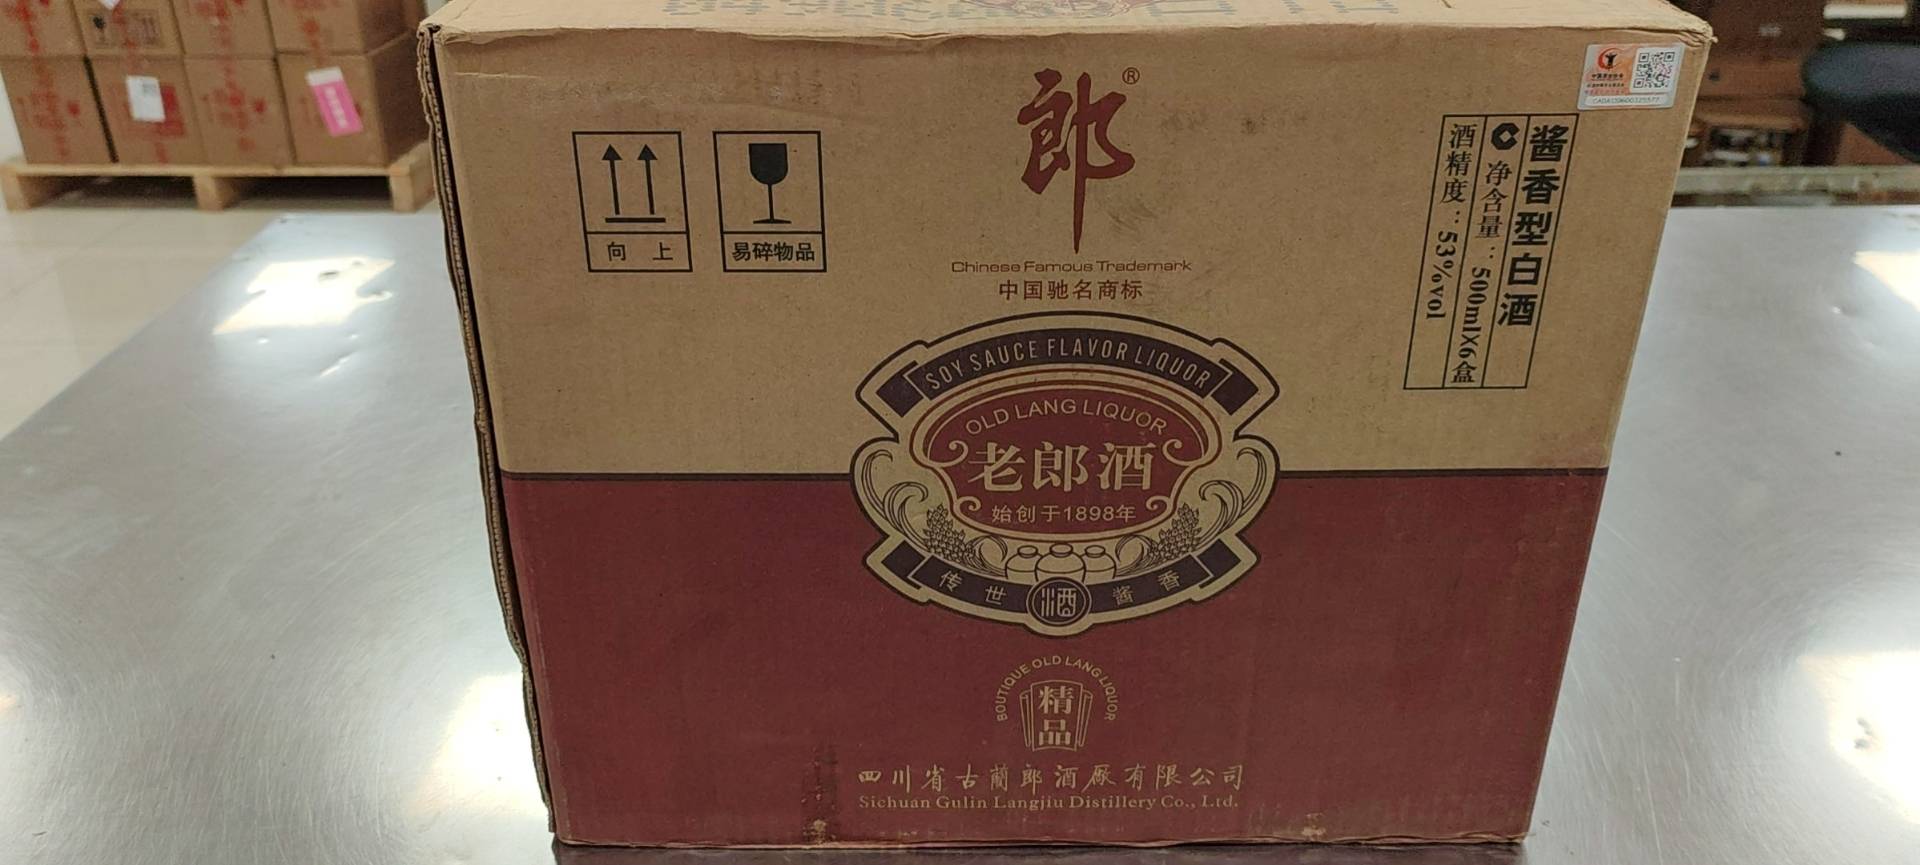 郎®
Chinese Famous Trademark
中国驰名商标
向 上
易碎物品
酱香型白酒
净含量：500mlX6盒
酒精度：53%vol
SOY SAUCE FLAVOR LIQUOR
OLD LANG LIQUOR
老郎酒
始创于1898年
传世 酒 酱香
BOUTIQUE OLD LANG LIQUOR
精品
四川省古蘭郎酒厰有限公司
Sichuan Gulin Langjiu Distillery Co., Ltd.